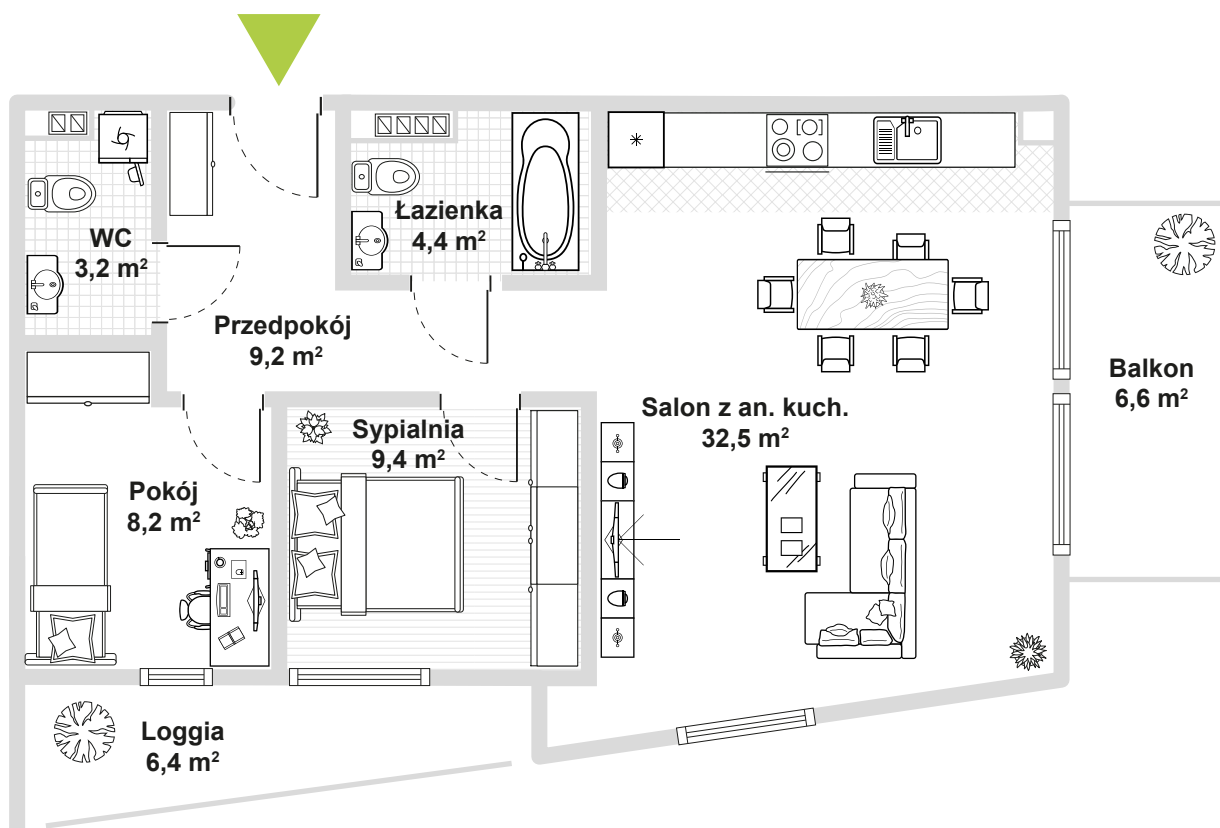 WC
3,2 m²
Łazienka
4,4 m²
Przedpokój
9,2 m²
Salon z an. kuch.
32,5 m²
Balkon
6,6 m²
Sypialnia
9,4 m²
Pokój
8,2 m²
Loggia
6,4 m²